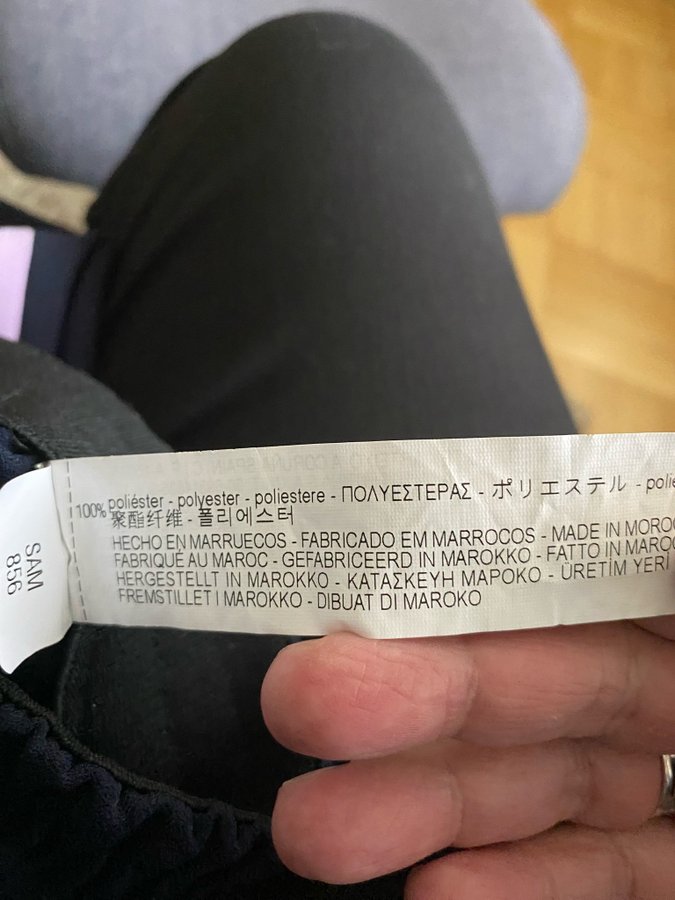 100% poliéster - polyester - poliestere - ΠΟΛΥΕΣΤΕΡΑΣ - ポリエステル -
聚酯纤维 - 폴리에스터
HECHO EN MARRUECOS - FABRICADO EM MARROCOS - MADE IN
FABRIQUÉ AU MAROC - GEFABRICEERD IN MAROKKO - FATTO IN
HERGESTELLT IN MAROKKO - ΚΑΤΑΣΚΕΥΗ ΜΑΡΟΚΟ - ÜRETİM YERİ
FREMSTILLET I MAROKKO - DIBUAT DI MAROKO
SAM
856